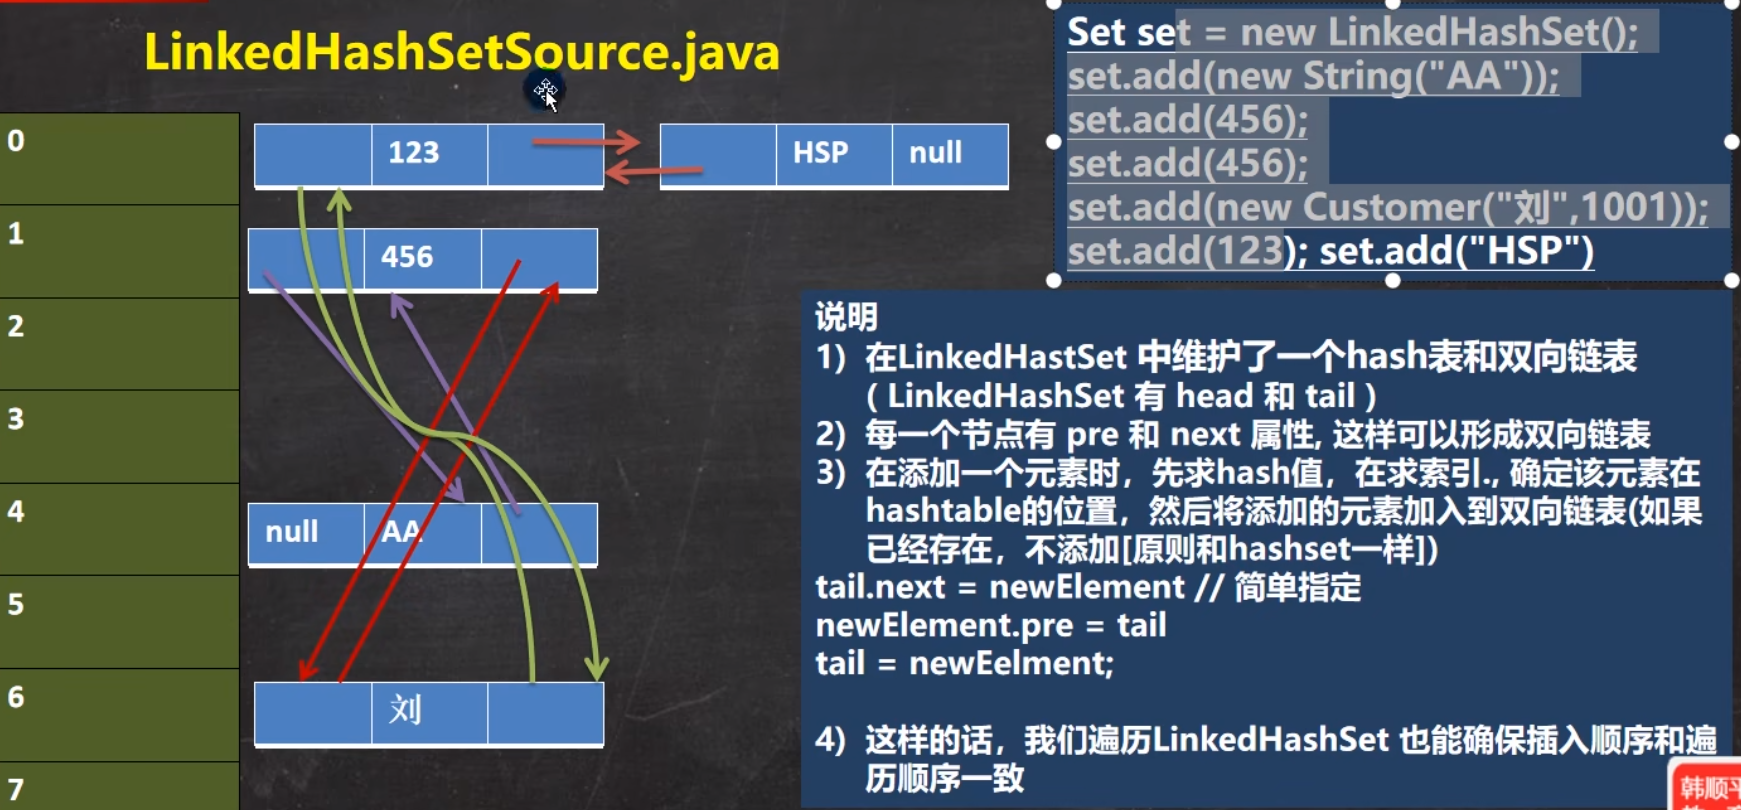 LinkedHashSetSource.java
Set set = new LinkedHashSet();
set.add(new String("AA"));
set.add(456);
set.add(456);
set.add(new Customer("刘",1001));
set.add(123); set.add("HSP")
0
123
HSP
null
1
456
2
3
4
null
AA
5
6
刘
7
说明
1) 在LinkedHastSet 中维护了一个hash表和双向链表
( LinkedHashSet 有 head 和 tail )
2) 每一个节点有 pre 和 next 属性, 这样可以形成双向链表
3) 在添加一个元素时，先求hash值，在求索引., 确定该元素在
hashtable的位置，然后将添加的元素加入到双向链表(如果
已经存在，不添加[原则和hashset一样])
tail.next = newElement // 简单指定
newElement.pre = tail
tail = newEelment;
4) 这样的话，我们遍历LinkedHashSet 也能确保插入顺序和遍
历顺序一致
韩顺平